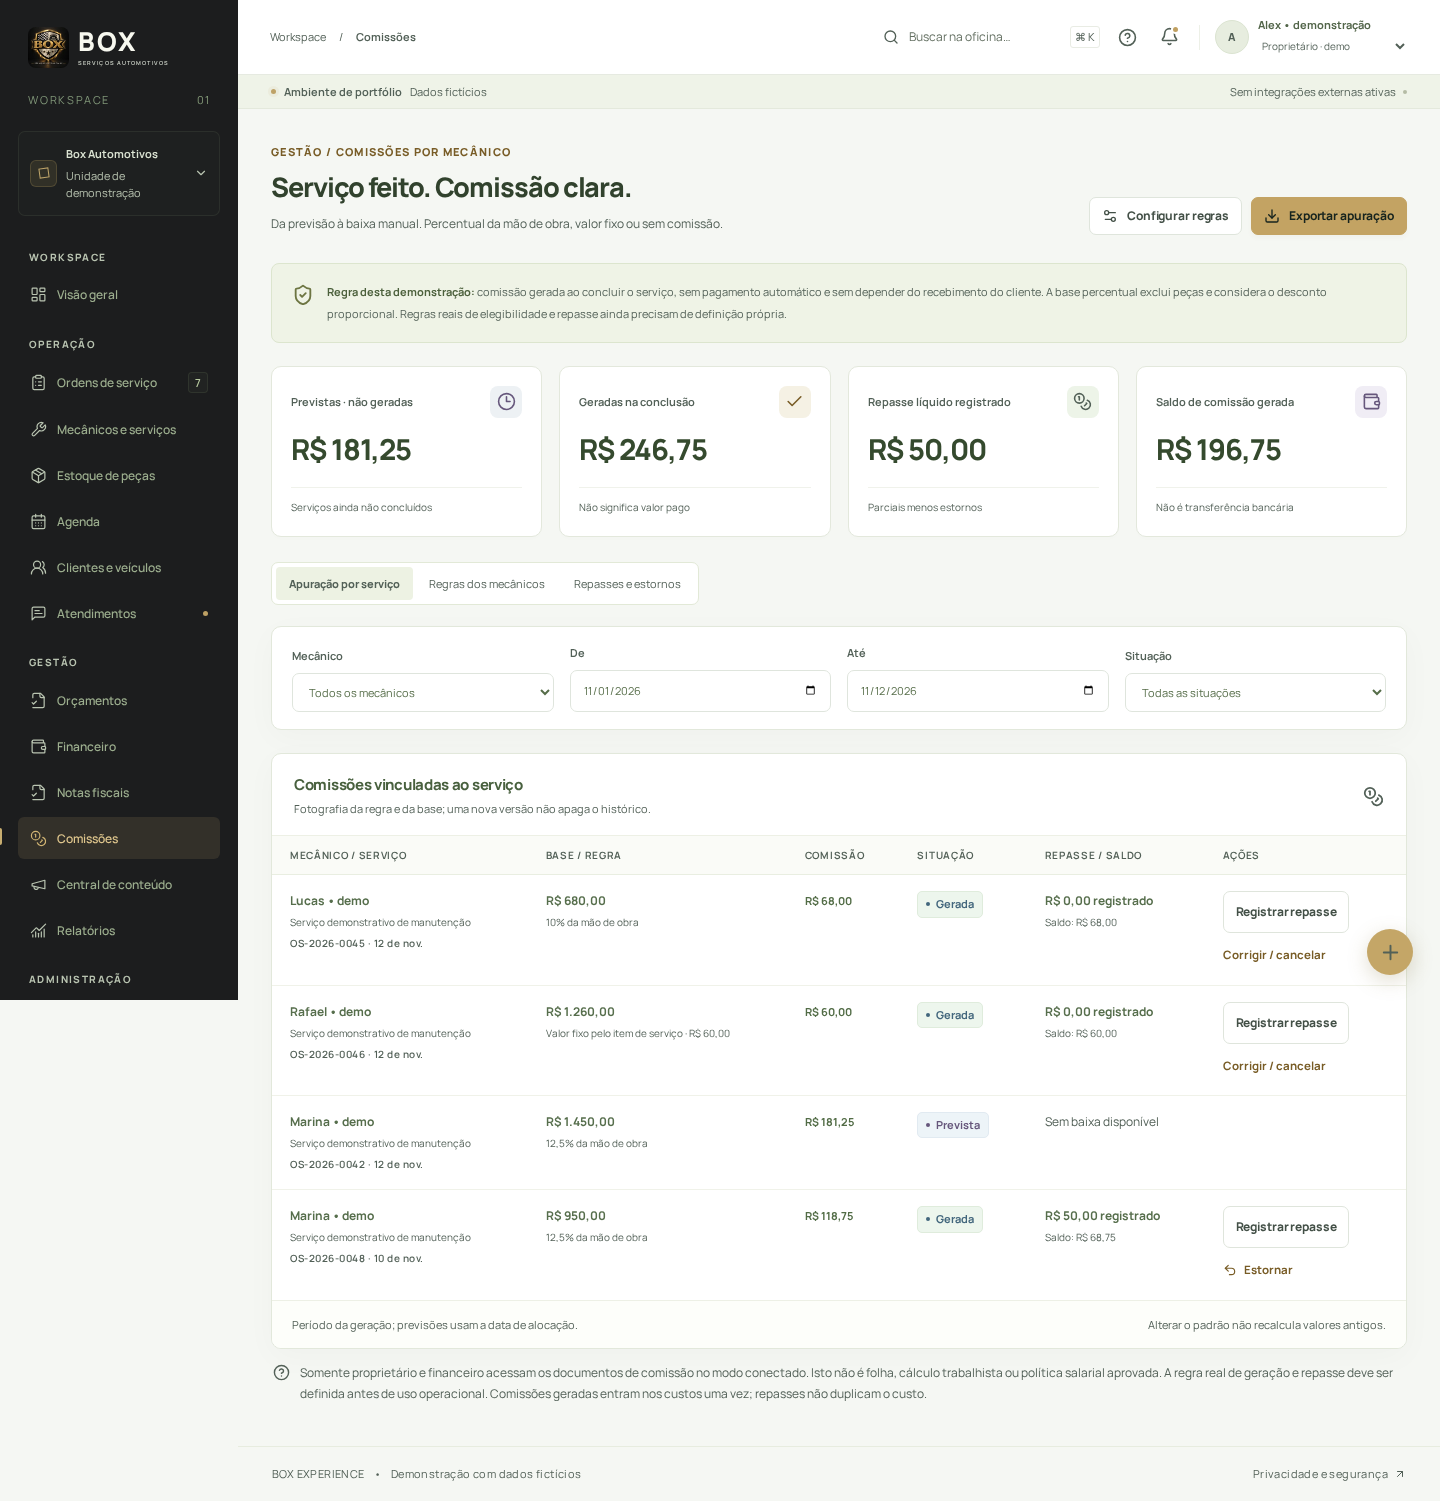 BOX
SERVIÇOS AUTOMOTIVOS
WORKSPACE 01
Box Automotivos
Unidade de
demonstração
WORKSPACE
Visão geral
OPERAÇÃO
Ordens de serviço 7
Mecânicos e serviços
Estoque de peças
Agenda
Clientes e veículos
Atendimentos
GESTÃO
Orçamentos
Financeiro
Notas fiscais
Comissões
Central de conteúdo
Relatórios
ADMINISTRAÇÃO
Workspace / Comissões
Buscar na oficina...
⌘ K
A
Alex • demonstração
Proprietário · demo
Ambiente de portfólio Dados fictícios
Sem integrações externas ativas
GESTÃO / COMISSÕES POR MECÂNICO
Serviço feito. Comissão clara.
Da previsão à baixa manual. Percentual da mão de obra, valor fixo ou sem comissão.
Configurar regras
Exportar apuração
Regra desta demonstração: comissão gerada ao concluir o serviço, sem pagamento automático e sem depender do recebimento do cliente. A base percentual exclui peças e considera o desconto
proporcional. Regras reais de elegibilidade e repasse ainda precisam de definição própria.
Previstas · não geradas
R$ 181,25
Serviços ainda não concluídos
Geradas na conclusão
R$ 246,75
Não significa valor pago
Repasse líquido registrado
R$ 50,00
Parciais menos estornos
Saldo de comissão gerada
R$ 196,75
Não é transferência bancária
Apuração por serviço
Regras dos mecânicos
Repasses e estornos
Mecânico
Todos os mecânicos
De
11/01/2026
Até
11/12/2026
Situação
Todas as situações
Comissões vinculadas ao serviço
Fotografia da regra e da base; uma nova versão não apaga o histórico.
MECÂNICO / SERVIÇO BASE / REGRA COMISSÃO SITUAÇÃO REPASSE / SALDO AÇÕES
Lucas • demo R$ 680,00 R$ 68,00 Gerada R$ 0,00 registrado Registrar repasse
Serviço demonstrativo de manutenção 10% da mão de obra Saldo: R$ 68,00
OS-2026-0045 · 12 de nov. Corrigir / cancelar
Rafael • demo R$ 1.260,00 R$ 60,00 Gerada R$ 0,00 registrado Registrar repasse
Serviço demonstrativo de manutenção Valor fixo pelo item de serviço · R$ 60,00 Saldo: R$ 60,00
OS-2026-0046 · 12 de nov. Corrigir / cancelar
Marina • demo R$ 1.450,00 R$ 181,25 Prevista Sem baixa disponível
Serviço demonstrativo de manutenção 12,5% da mão de obra
OS-2026-0042 · 12 de nov.
Marina • demo R$ 950,00 R$ 118,75 Gerada R$ 50,00 registrado Registrar repasse
Serviço demonstrativo de manutenção 12,5% da mão de obra Saldo: R$ 68,75
OS-2026-0048 · 10 de nov. Estornar
Período da geração; previsões usam a data de alocação.
Alterar o padrão não recalcula valores antigos.
Somente proprietário e financeiro acessam os documentos de comissão no modo conectado. Isto não é folha, cálculo trabalhista ou política salarial aprovada. A regra real de geração e repasse deve ser
definida antes de uso operacional. Comissões geradas entram nos custos uma vez; repasses não duplicam o custo.
BOX EXPERIENCE • Demonstração com dados fictícios
Privacidade e segurança